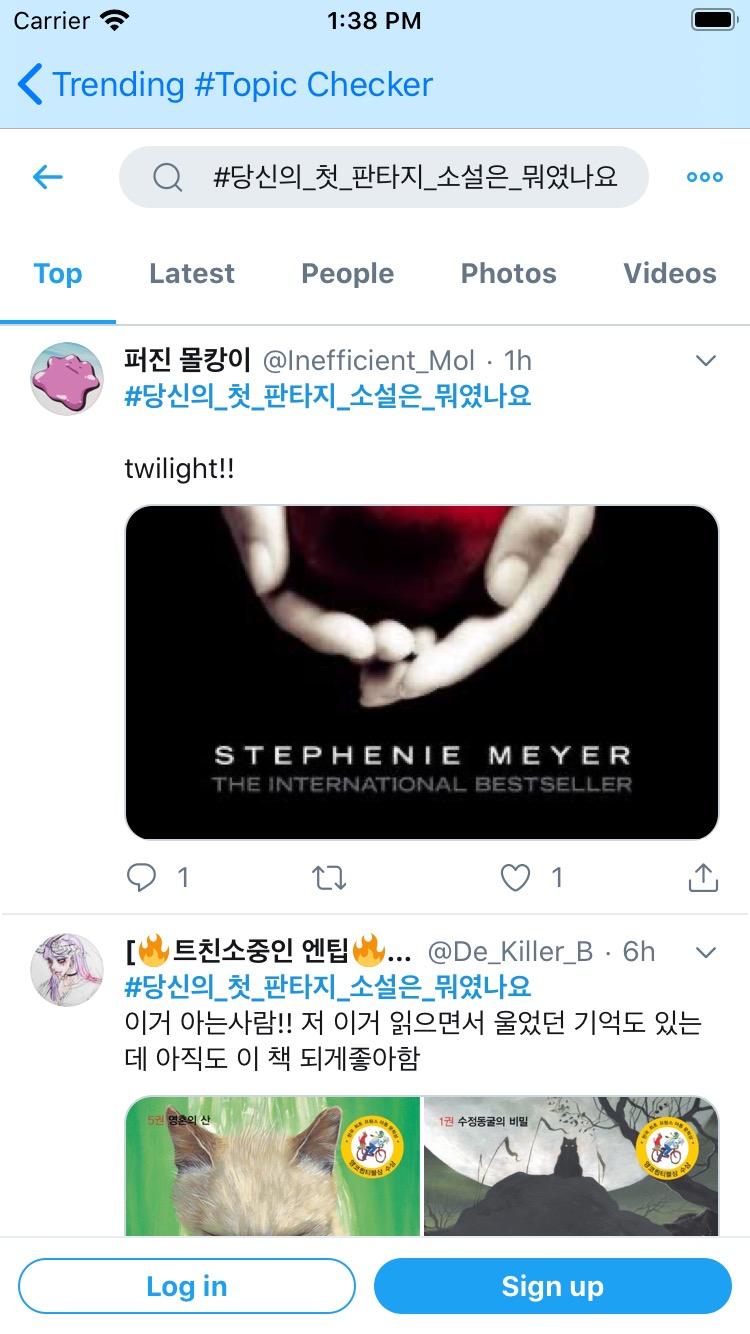 Carrier 1:38 PM
Trending #Topic Checker
#당신의_첫_판타지_소설은_뭐였나요
Top Latest People Photos Videos
퍼진 몰캉이 @Inefficient_Mol · 1h
#당신의_첫_판타지_소설은_뭐였나요
twilight!!
STEPHENIE MEYER
THE INTERNATIONAL BESTSELLER
1 1
[🔥트친소중인 엔팁🔥... @De_Killer_B · 6h
#당신의_첫_판타지_소설은_뭐였나요
이거 아는사람!! 저 이거 읽으면서 울었던 기억도 있는
데 아직도 이 책 되게좋아함
5권 영혼의 산
1권 수정동굴의 비밀
Log in Sign up